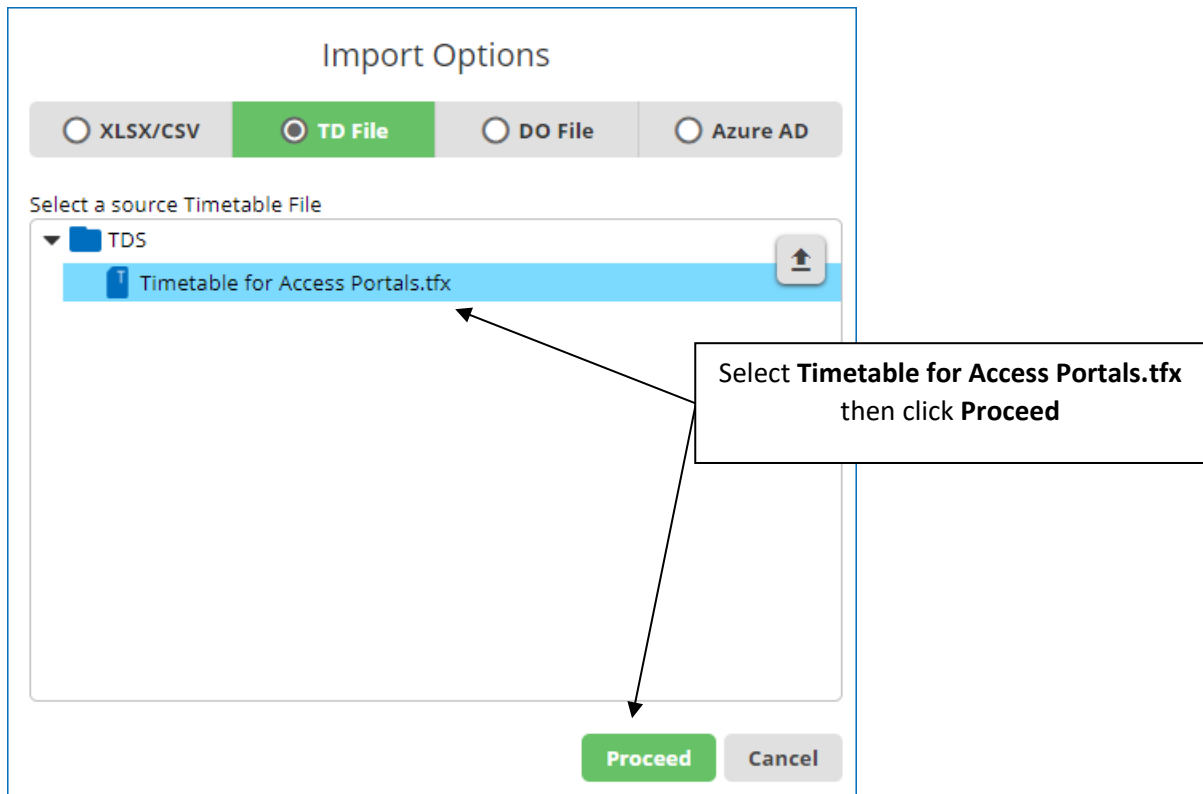 Import Options
XLSX/CSV TD File DO File Azure AD
Select a source Timetable File
TDS
T
Timetable for Access Portals.tfx
Select Timetable for Access Portals.tfx
then click Proceed
Proceed Cancel